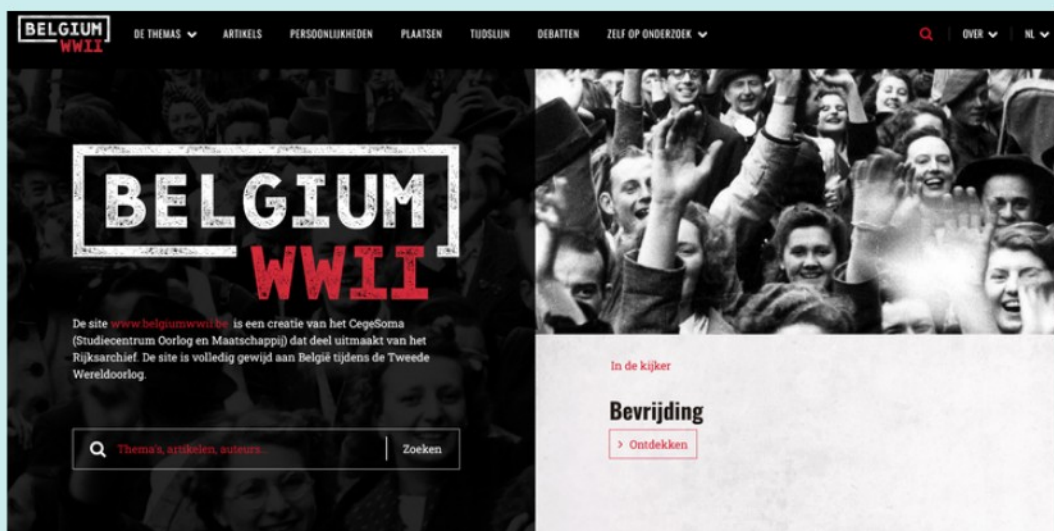 BELGIUM
WWII
DE THEMAS
ARTIKELS
PERSOONLIJKHEDEN
PLAATSEN
TIJDSLIJN
DEBATTEN
ZELF OP ONDERZOEK
OVER
NL
BELGIUM
WWII
De site www.belgiumwwii.be is een creatie van het CegeSoma
(Studiecentrum Oorlog en Maatschappij) dat deel uitmaakt van het
Rijksarchief. De site is volledig gewijd aan België tijdens de Tweede
Wereldoorlog.
Thema's, artikelen, auteurs...
Zoeken
In de kijker
Bevrijding
> Ontdekken